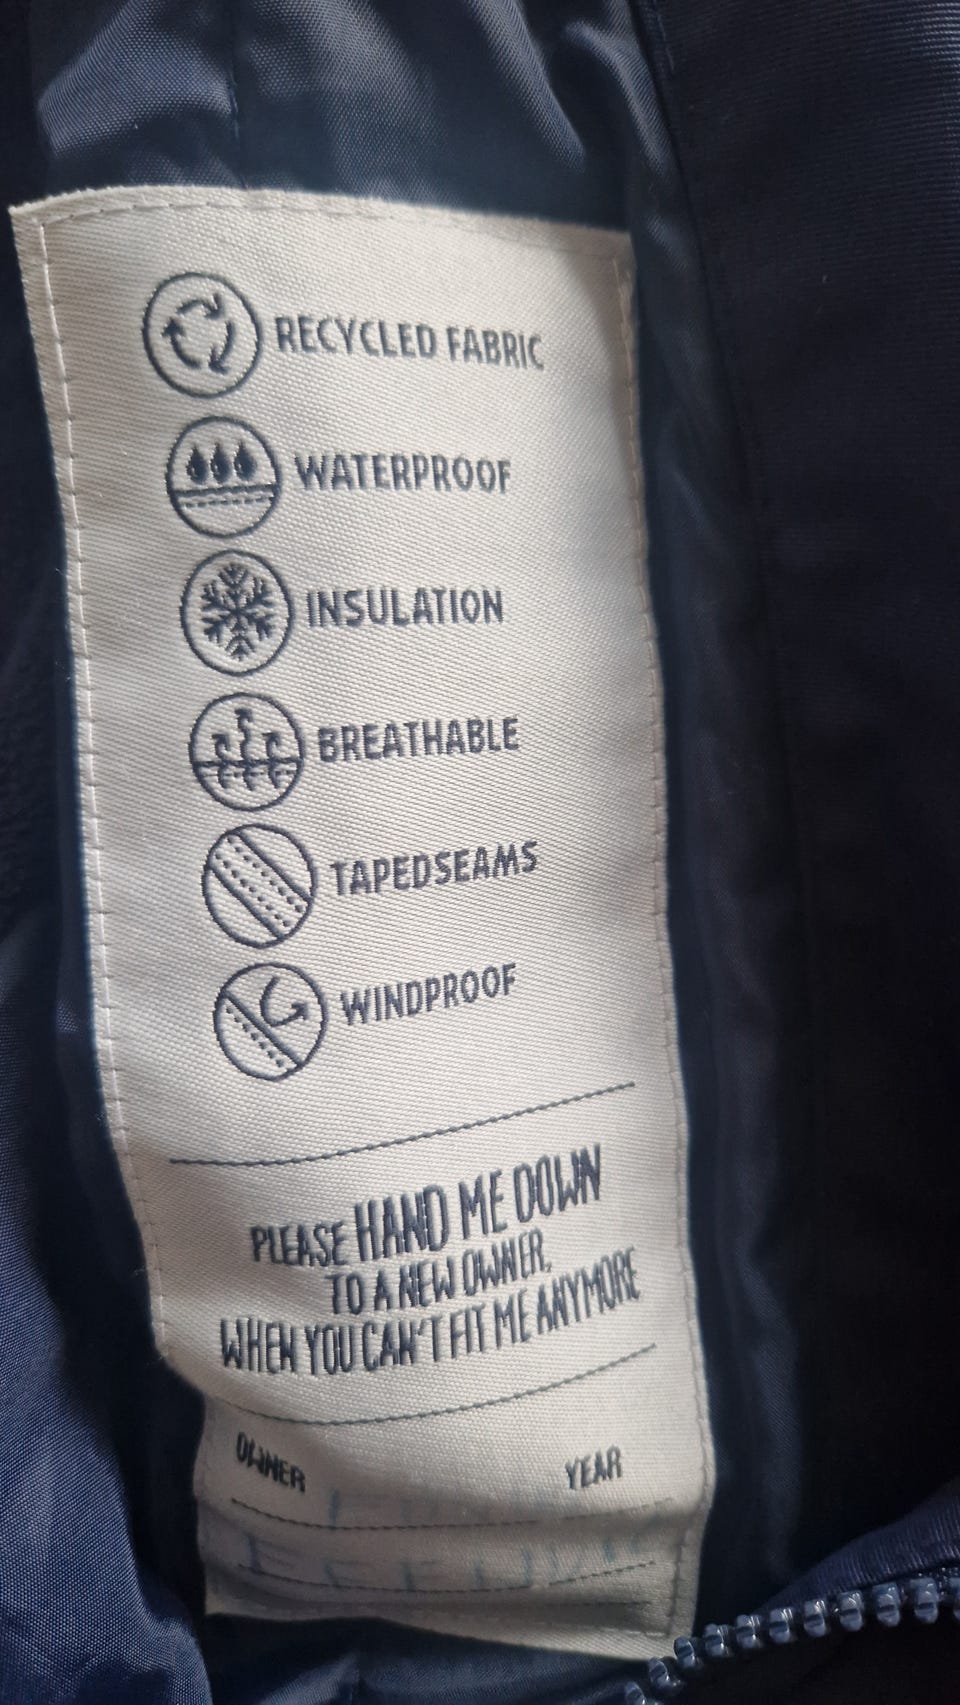 RECYCLED FABRIC
WATERPROOF
INSULATION
BREATHABLE
TAPEDSEAMS
WINDPROOF
PLEASE HAND ME DOWN
TO A NEW OWNER,
WHEN YOU CAN'T FIT ME ANYMORE
OWNER YEAR